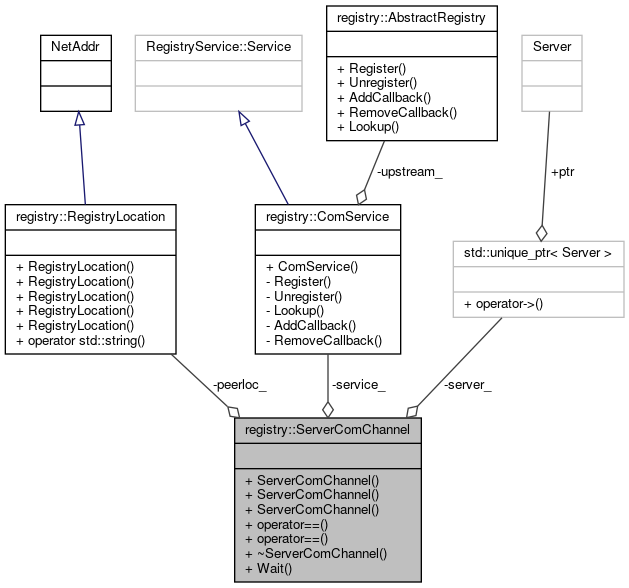 registry::AbstractRegistry
+ Register()
+ Unregister()
+ AddCallback()
+ RemoveCallback()
+ Lookup()
NetAddr
RegistryService::Service
Server
-upstream_
+ptr
registry::RegistryLocation
+ RegistryLocation()
+ RegistryLocation()
+ RegistryLocation()
+ RegistryLocation()
+ RegistryLocation()
+ operator std::string()
registry::ComService
+ ComService()
- Register()
- Unregister()
- Lookup()
- AddCallback()
- RemoveCallback()
std::unique_ptr< Server >
+ operator->()
-peerloc_
-service_
-server_
registry::ServerComChannel
+ ServerComChannel()
+ ServerComChannel()
+ ServerComChannel()
+ operator==()
+ operator==()
+ ~ServerComChannel()
+ Wait()